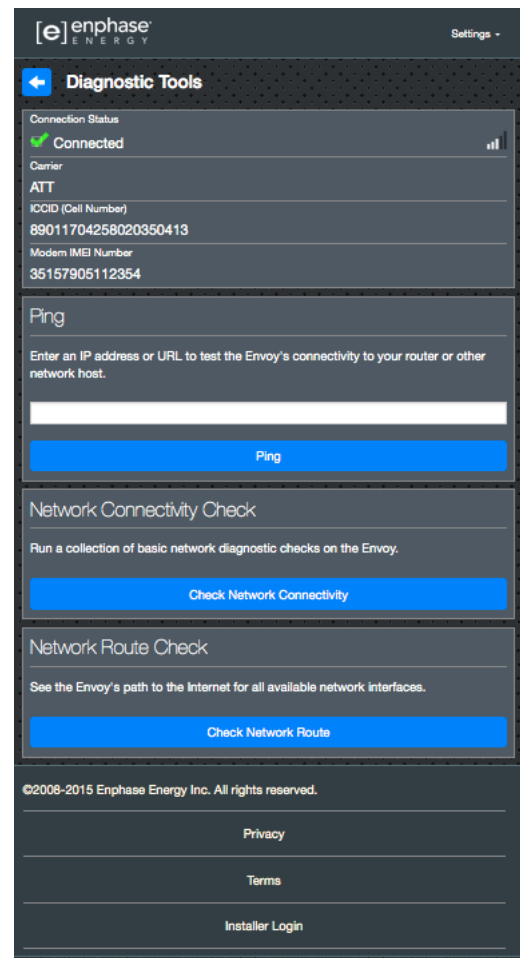 [e] enphase
ENERGY
Settings
Diagnostic Tools
Connection Status
Connected
Carrier
ATT
ICCID (Cell Number)
89011704258020350413
Modem IMEI Number
35157905112354
Ping
Enter an IP address or URL to test the Envoy's connectivity to your router or other
network host.
Ping
Network Connectivity Check
Run a collection of basic network diagnostic checks on the Envoy.
Check Network Connectivity
Network Route Check
See the Envoy's path to the Internet for all available network interfaces.
Check Network Route
©2008-2015 Enphase Energy Inc. All rights reserved.
Privacy
Terms
Installer Login